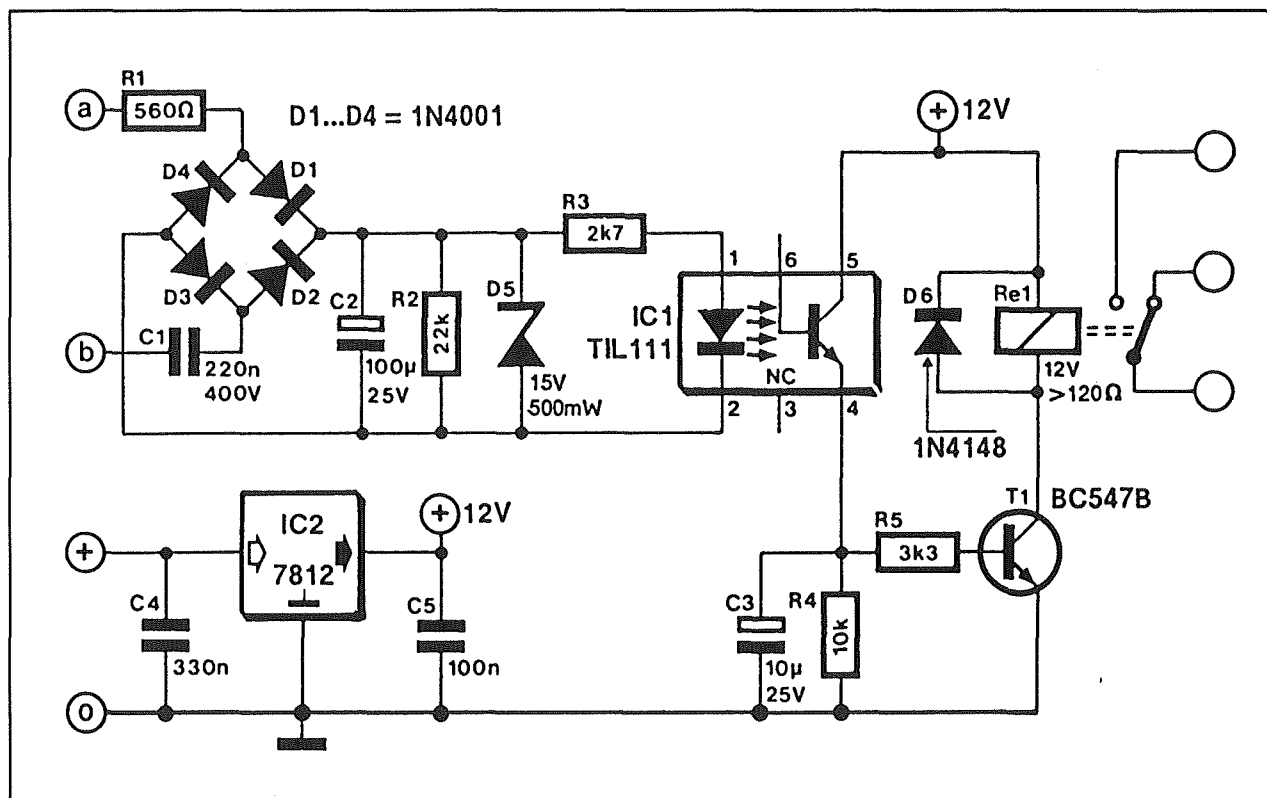 R1
a
560Ω
D1...D4 = 1N4001
+ 12V
D4
D1
R3
2k7
D3
D2
C1
220n
400V
b
C2
100µ
25V
R2
22k
D5
15V
500mW
1
6
5
IC1
TIL111
NC
2
3
4
D6
1N4148
Re1
12V
>120Ω
T1
BC547B
R5
3k3
+
IC2
7812
+ 12V
C4
330n
C5
100n
C3
10µ
25V
R4
10k
0